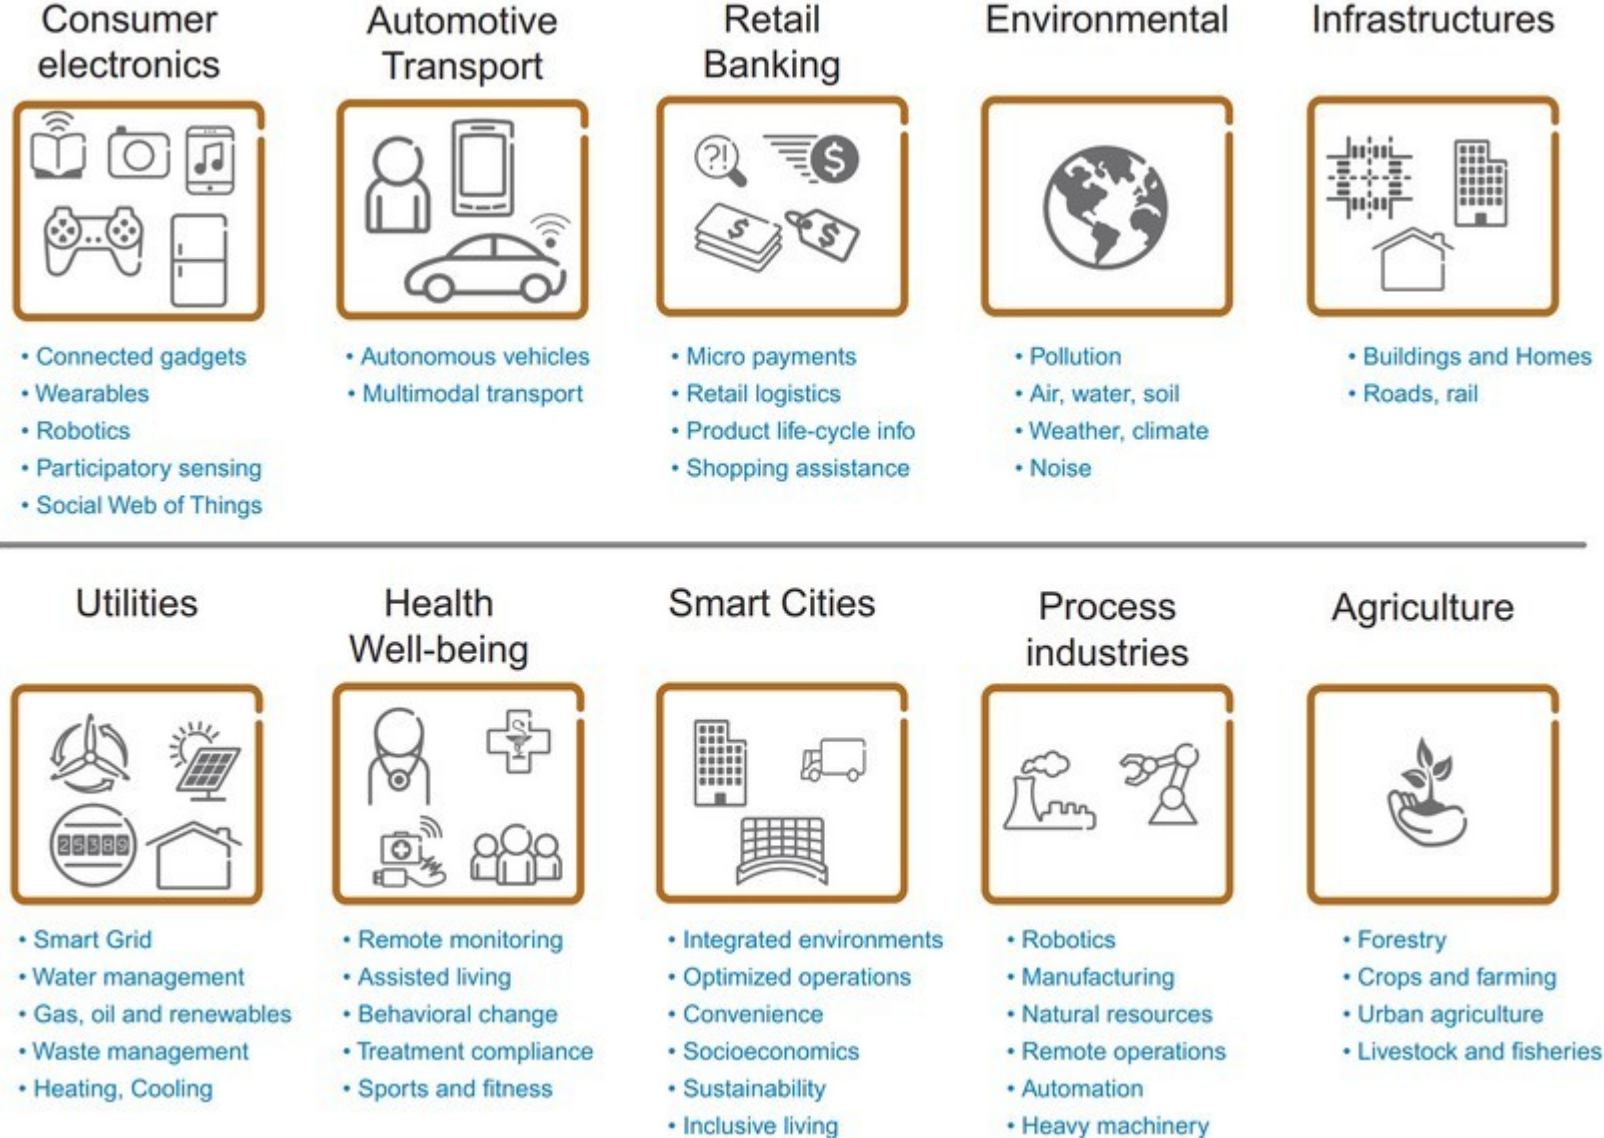 Consumer
electronics
Automotive
Transport
Retail
Banking
Environmental
Infrastructures
?!
$
$
$
• Connected gadgets
• Wearables
• Robotics
• Participatory sensing
• Social Web of Things
• Autonomous vehicles
• Multimodal transport
• Micro payments
• Retail logistics
• Product life-cycle info
• Shopping assistance
• Pollution
• Air, water, soil
• Weather, climate
• Noise
• Buildings and Homes
• Roads, rail
Utilities
Health
Well-being
Smart Cities
Process
industries
Agriculture
25389
• Smart Grid
• Water management
• Gas, oil and renewables
• Waste management
• Heating, Cooling
• Remote monitoring
• Assisted living
• Behavioral change
• Treatment compliance
• Sports and fitness
• Integrated environments
• Optimized operations
• Convenience
• Socioeconomics
• Sustainability
• Inclusive living
• Robotics
• Manufacturing
• Natural resources
• Remote operations
• Automation
• Heavy machinery
• Forestry
• Crops and farming
• Urban agriculture
• Livestock and fisheries